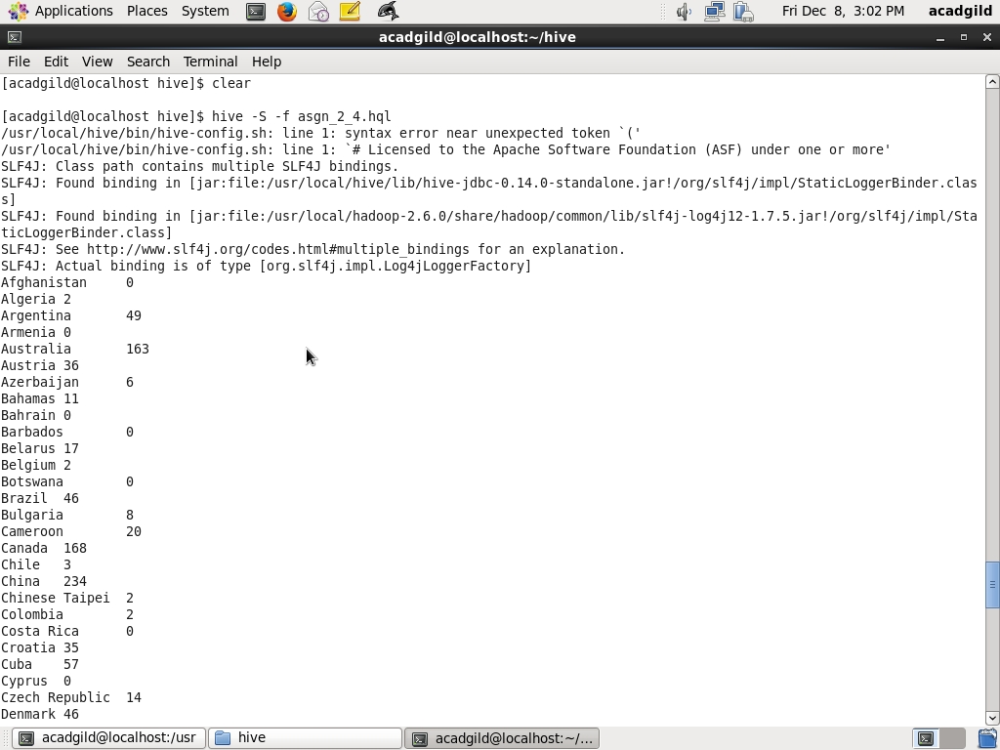 Applications Places System Fri Dec 8, 3:02 PM acadgild
acadgild@localhost:~/hive
File Edit View Search Terminal Help
[acadgild@localhost hive]$ clear
[acadgild@localhost hive]$ hive -S -f asgn_2_4.hql
/usr/local/hive/bin/hive-config.sh: line 1: syntax error near unexpected token `('
/usr/local/hive/bin/hive-config.sh: line 1: `# Licensed to the Apache Software Foundation (ASF) under one or more'
SLF4J: Class path contains multiple SLF4J bindings.
SLF4J: Found binding in [jar:file:/usr/local/hive/lib/hive-jdbc-0.14.0-standalone.jar!/org/slf4j/impl/StaticLoggerBinder.clas
s]
SLF4J: Found binding in [jar:file:/usr/local/hadoop-2.6.0/share/hadoop/common/lib/slf4j-log4j12-1.7.5.jar!/org/slf4j/impl/Sta
ticLoggerBinder.class]
SLF4J: See http://www.slf4j.org/codes.html#multiple_bindings for an explanation.
SLF4J: Actual binding is of type [org.slf4j.impl.Log4jLoggerFactory]
Afghanistan 0
Algeria 2
Argentina 49
Armenia 0
Australia 163
Austria 36
Azerbaijan 6
Bahamas 11
Bahrain 0
Barbados 0
Belarus 17
Belgium 2
Botswana 0
Brazil 46
Bulgaria 8
Cameroon 20
Canada 168
Chile 3
China 234
Chinese Taipei 2
Colombia 2
Costa Rica 0
Croatia 35
Cuba 57
Cyprus 0
Czech Republic 14
Denmark 46
acadgild@localhost:/usr hive acadgild@localhost:~/...